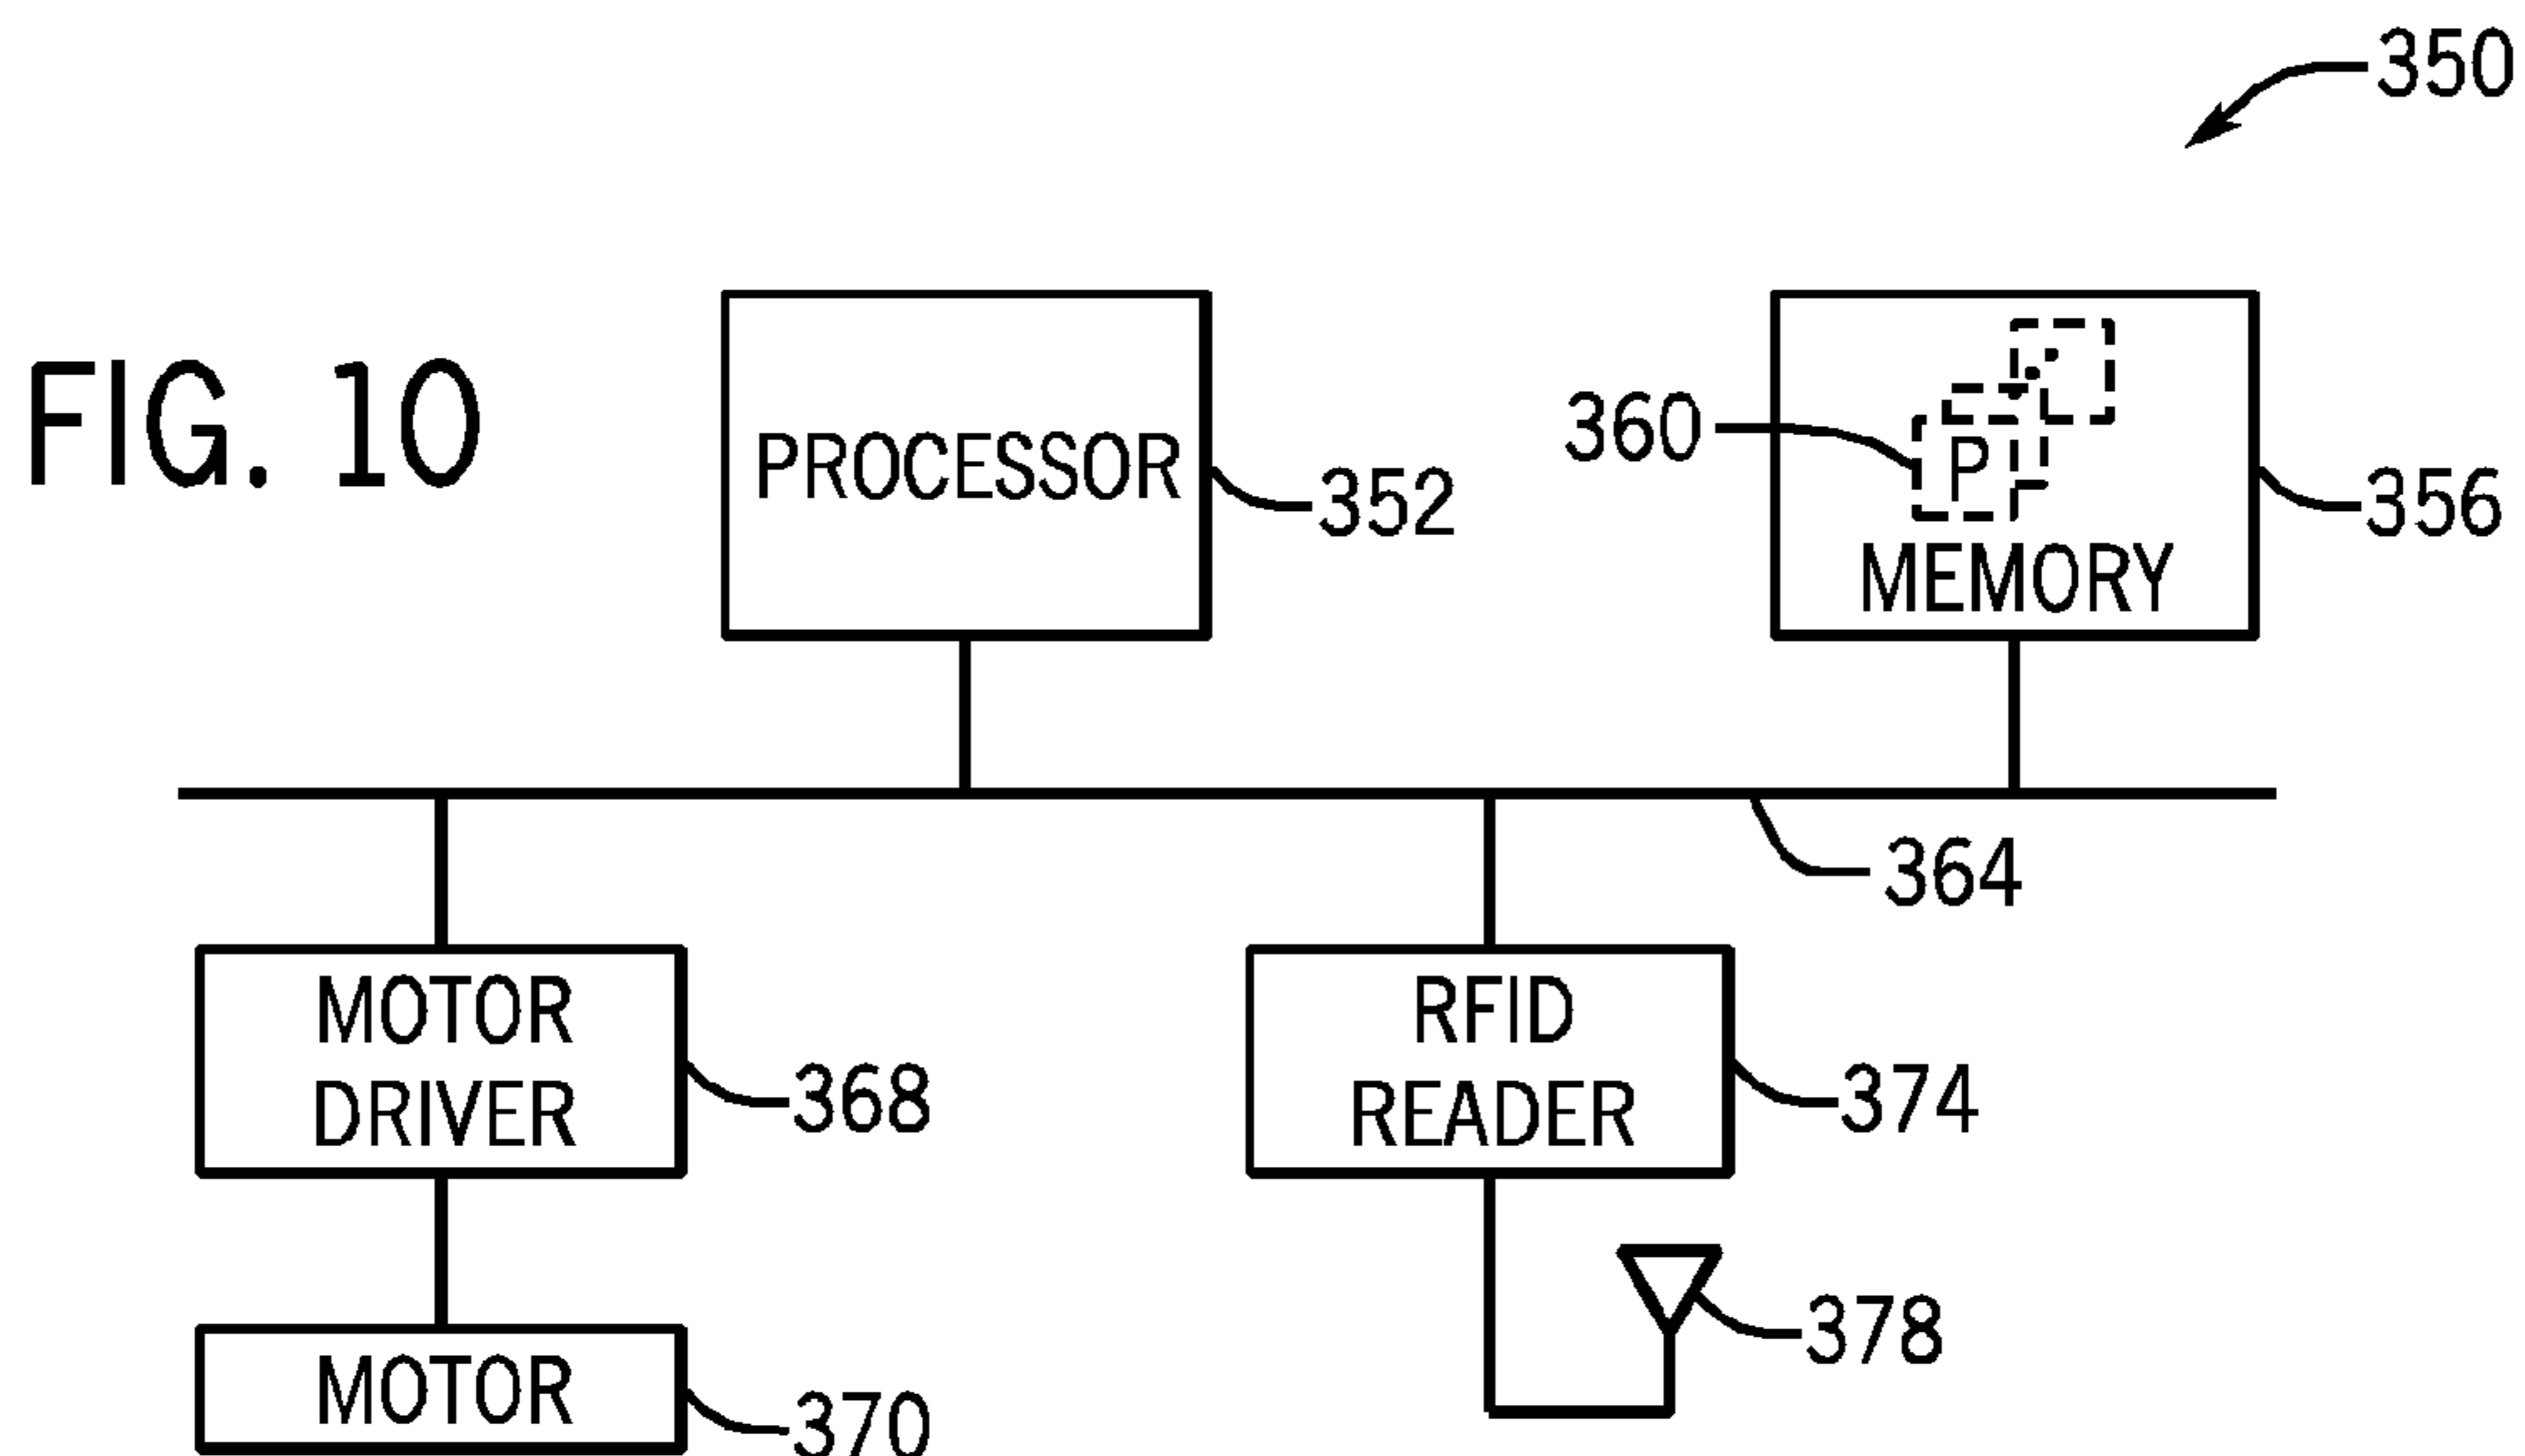 350
FIG. 10
PROCESSOR
352
360
P
MEMORY
356
364
MOTOR
DRIVER
368
RFID
READER
374
378
MOTOR
370